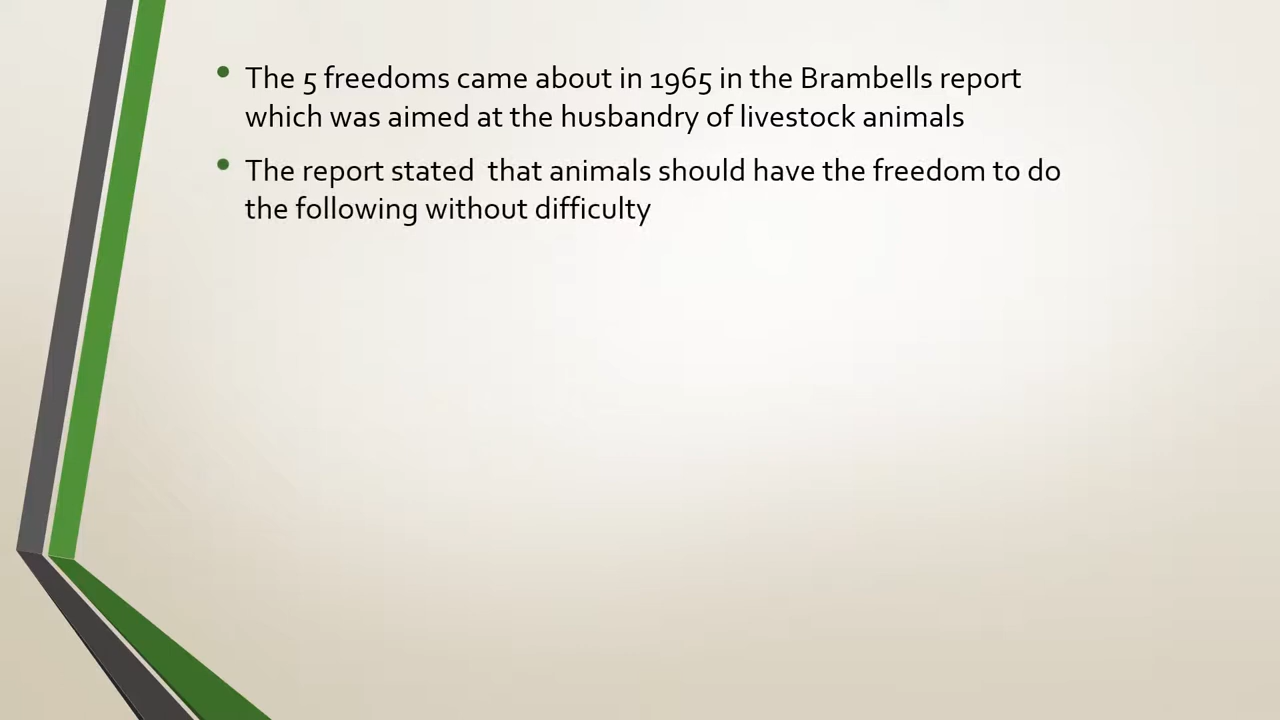 • The 5 freedoms came about in 1965 in the Brambells report
which was aimed at the husbandry of livestock animals
• The report stated  that animals should have the freedom to do
the following without difficulty